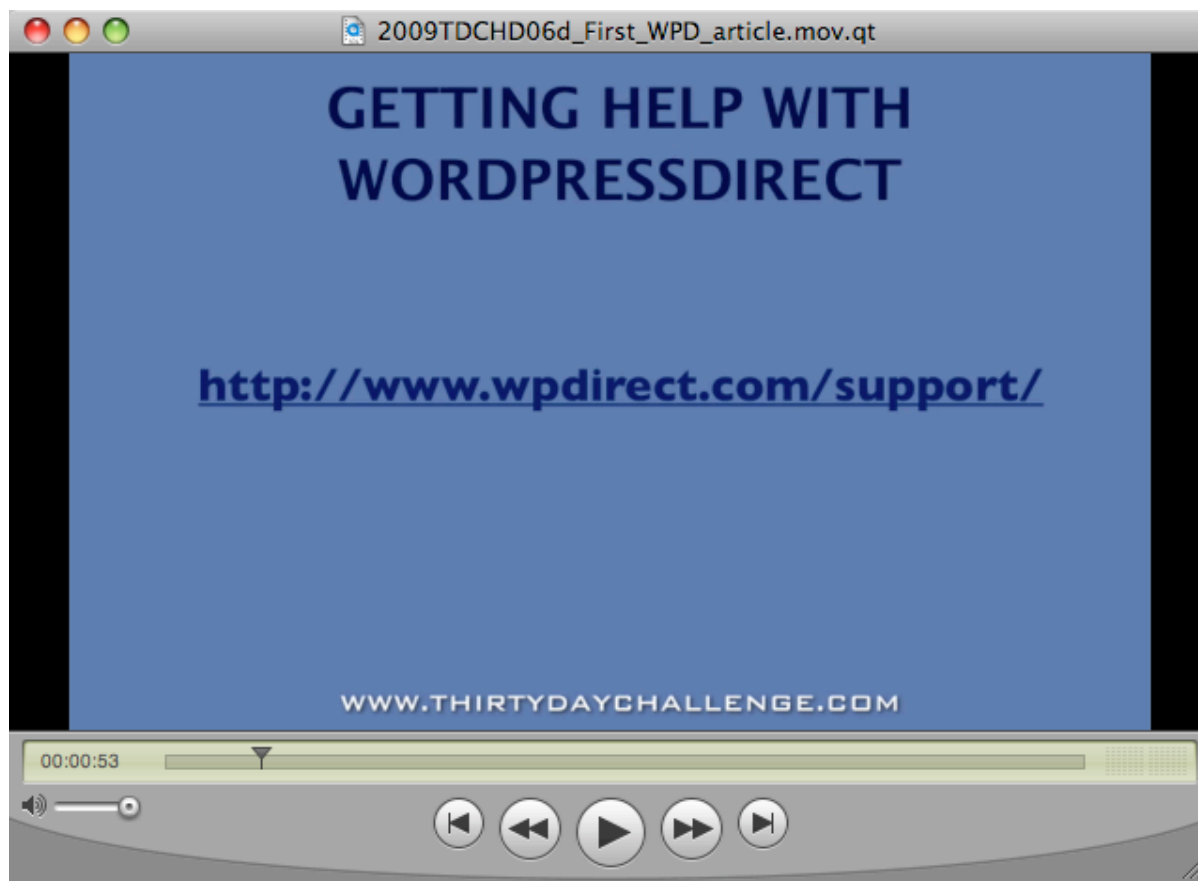 2009TDCHD06d_First_WPD_article.mov.qt
GETTING HELP WITH
WORDPRESSDIRECT
http://www.wpdirect.com/support/
WWW.THIRTYDAYCHALLENGE.COM
00:00:53